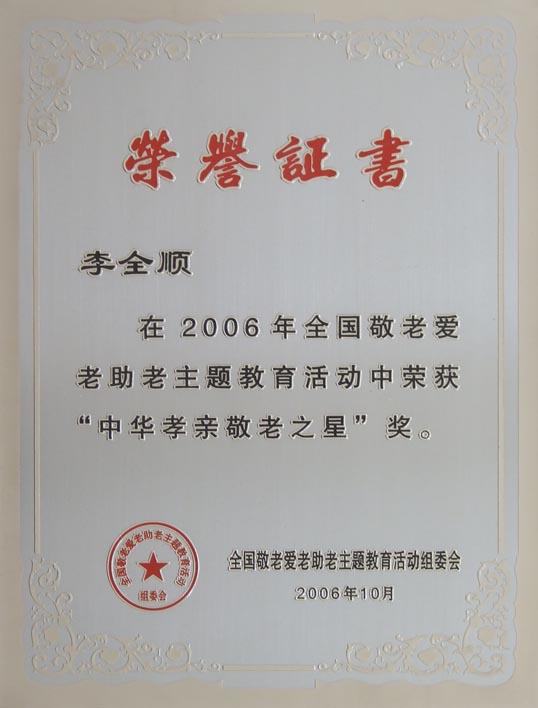 榮譽証書
李全顺
在2006年全国敬老爱
老助老主题教育活动中荣获
“中华孝亲敬老之星”奖。
全国敬老爱老助老主题教育活动
组委会
全国敬老爱老助老主题教育活动组委会
2006年10月